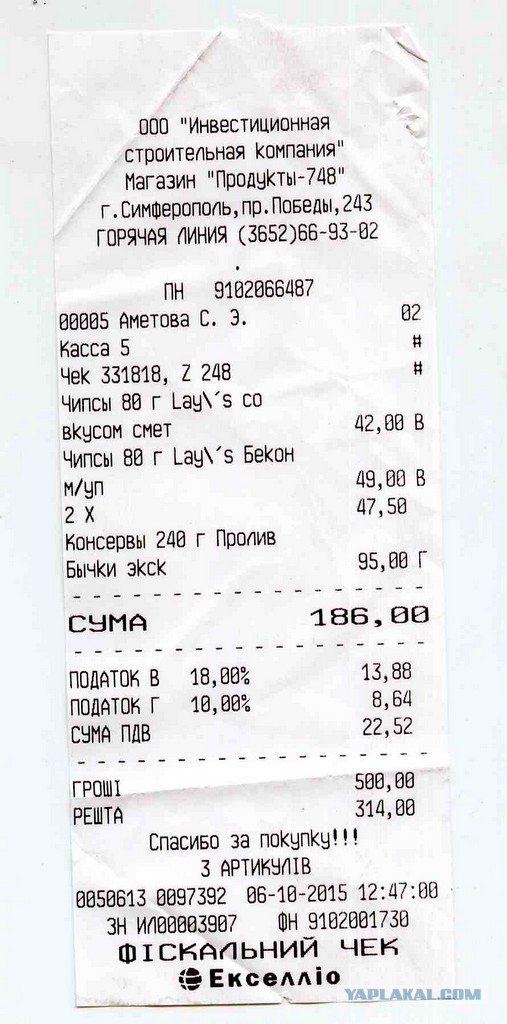 ООО "Инвестиционная
строительная компания"
Магазин "Продукты-748"
г.Симферополь,пр.Победы,243
ГОРЯЧАЯ ЛИНИЯ (3652)66-93-02
.
ПН 9102066487
00005 Аметова С. Э. 02
Касса 5 #
Чек 331818, Z 248 #
Чипсы 80 г Lay\´s со
вкусом смет 42,00 В
Чипсы 80 г Lay\´s Бекон
м/уп 49,00 В
2 X 47,50
Консервы 240 г Пролив
Бычки экск 95,00 Г
СУМА 186,00
ПОДАТОК В 18,00% 13,88
ПОДАТОК Г 10,00% 8,64
СУМА ПДВ 22,52
ГРОШІ 500,00
РЕШТА 314,00
Спасибо за покупку!!!
3 АРТИКУЛІВ
0050613 0097392 06-10-2015 12:47:00
ЗН ИЛ00003907 ФН 9102001730
ФІСКАЛЬНИЙ ЧЕК
Екселліо
YAPLAKAL.COM